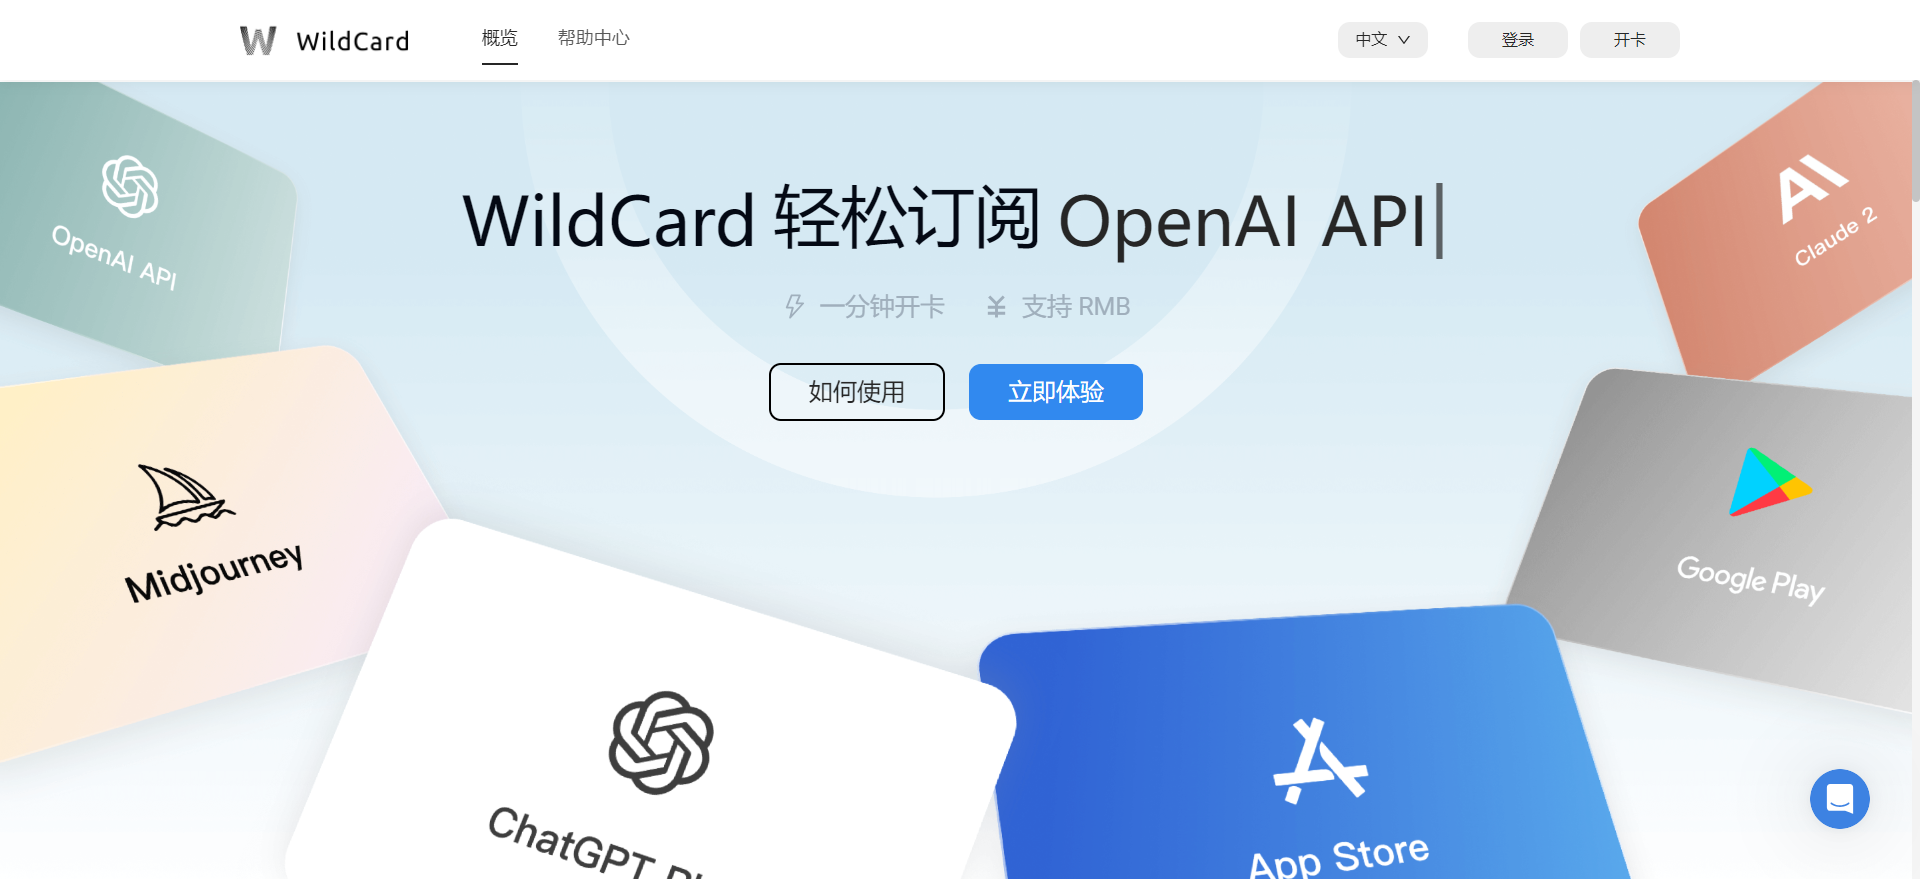 WildCard
概览
帮助中心
中文
登录
开卡
WildCard 轻松订阅 OpenAI API
一分钟开卡
支持 RMB
如何使用
立即体验
OpenAI API
Claude 2
Midjourney
Google Play
ChatGPT
App Store